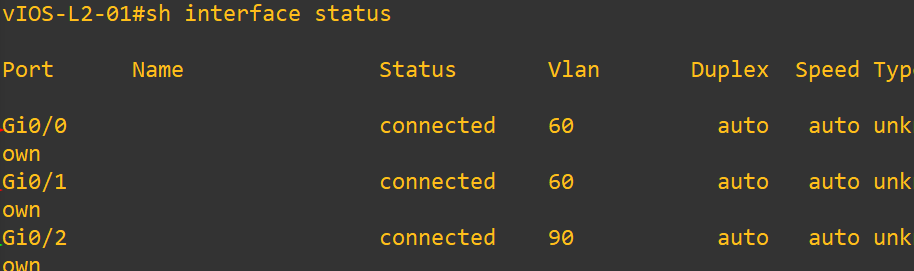 vIOS-L2-01#sh interface status
Port Name Status Vlan Duplex Speed Typ
Gi0/0 connected 60 auto auto unk
own
Gi0/1 connected 60 auto auto unk
own
Gi0/2 connected 90 auto auto unk
own